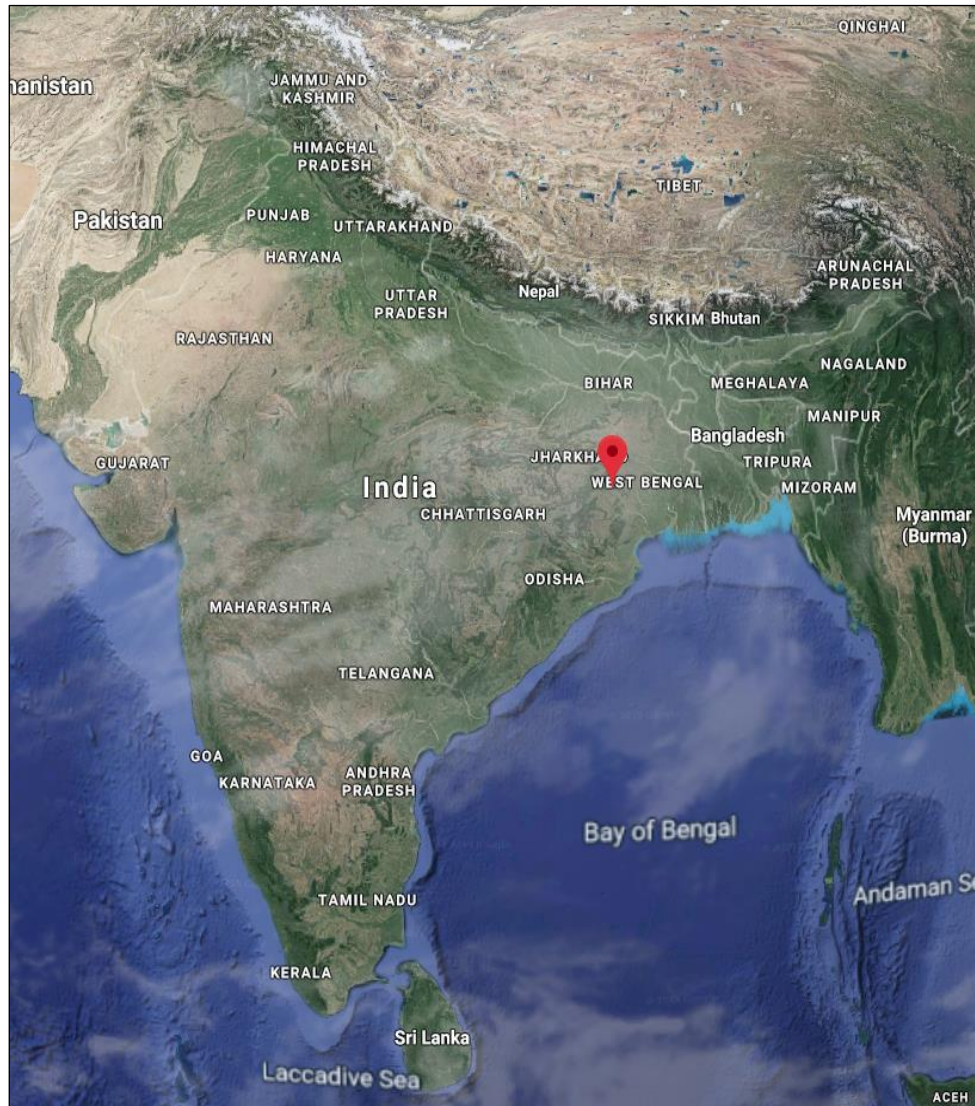 QINGHAI
hanistan
JAMMU AND
KASHMIR
HIMACHAL
PRADESH
TIBET
PUNJAB
Pakistan
UTTARAKHAND
HARYANA
ARUNACHAL
PRADESH
Nepal
UTTAR
PRADESH
SIKKIM
Bhutan
RAJASTHAN
NAGALAND
BIHAR
MEGHALAYA
MANIPUR
Bangladesh
JHARKHA
D
GUJARAT
TRIPURA
India
WEST BENGAL
MIZORAM
CHHATTISGARH
Myanmar
(Burma)
ODISHA
MAHARASHTRA
TELANGANA
GOA
KARNATAKA
ANDHRA
PRADESH
Bay of Bengal
Andaman Se
TAMIL NADU
KERALA
Sri Lanka
Laccadive Sea
ACEH